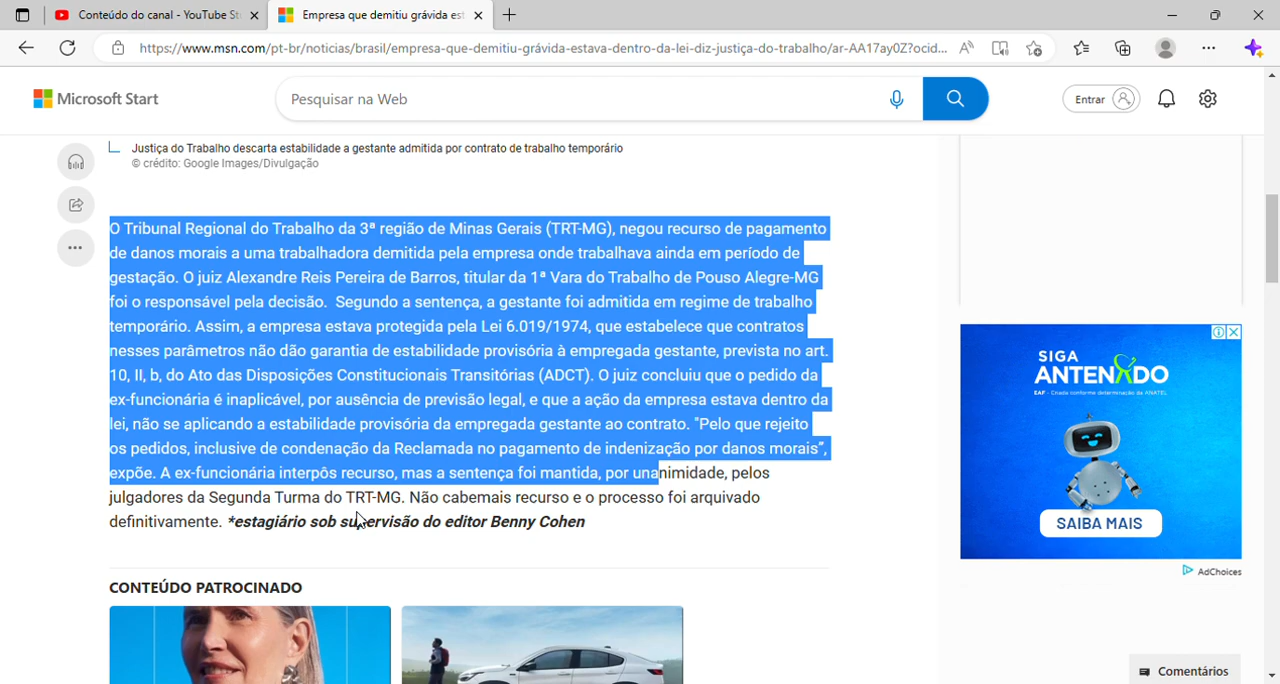 Conteúdo do canal - YouTube St
Empresa que demitiu grávida est
https://www.msn.com/pt-br/noticias/brasil/empresa-que-demitiu-grávida-estava-dentro-da-lei-diz-justiça-do-trabalho/ar-AA17ay0Z?ocid...
Microsoft Start
Pesquisar na Web
Entrar
Justiça do Trabalho descarta estabilidade a gestante admitida por contrato de trabalho temporário
© crédito: Google Images/Divulgação
O Tribunal Regional do Trabalho da 3ª região de Minas Gerais (TRT-MG), negou recurso de pagamento
de danos morais a uma trabalhadora demitida pela empresa onde trabalhava ainda em período de
gestação. O juiz Alexandre Reis Pereira de Barros, titular da 1ª Vara do Trabalho de Pouso Alegre-MG
foi o responsável pela decisão. Segundo a sentença, a gestante foi admitida em regime de trabalho
temporário. Assim, a empresa estava protegida pela Lei 6.019/1974, que estabelece que contratos
nesses parâmetros não dão garantia de estabilidade provisória à empregada gestante, prevista no art.
10, II, b, do Ato das Disposições Constitucionais Transitórias (ADCT). O juiz concluiu que o pedido da
ex-funcionária é inaplicável, por ausência de previsão legal, e que a ação da empresa estava dentro da
lei, não se aplicando a estabilidade provisória da empregada gestante ao contrato. "Pelo que rejeito
os pedidos, inclusive de condenação da Reclamada no pagamento de indenização por danos morais”,
expõe. A ex-funcionária interpôs recurso, mas a sentença foi mantida, por unanimidade, pelos
julgadores da Segunda Turma do TRT-MG. Não cabemais recurso e o processo foi arquivado
definitivamente. *estagiário sob supervisão do editor Benny Cohen
CONTEÚDO PATROCINADO
SIGA
ANTENADO
EAF - Criada conforme determinação da ANATEL
SAIBA MAIS
AdChoices
Comentários